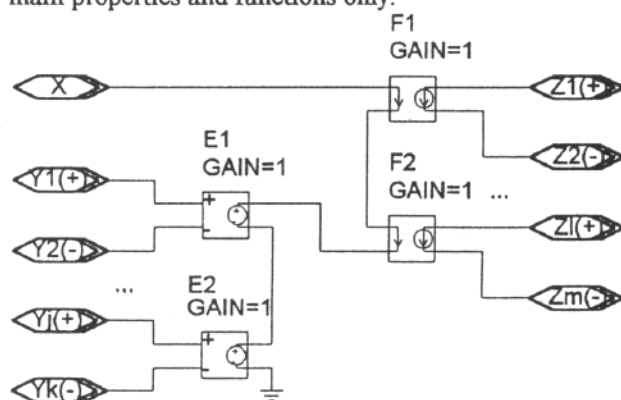 main properties and functions only.
F1
GAIN=1
X
Z1(+
E1
GAIN=1
Z2(-)
Y1(+)
F2
GAIN=1
...
Y2(-)
Zl(+)
...
E2
GAIN=1
Yj(+)
Zm(-)
Yk(-)